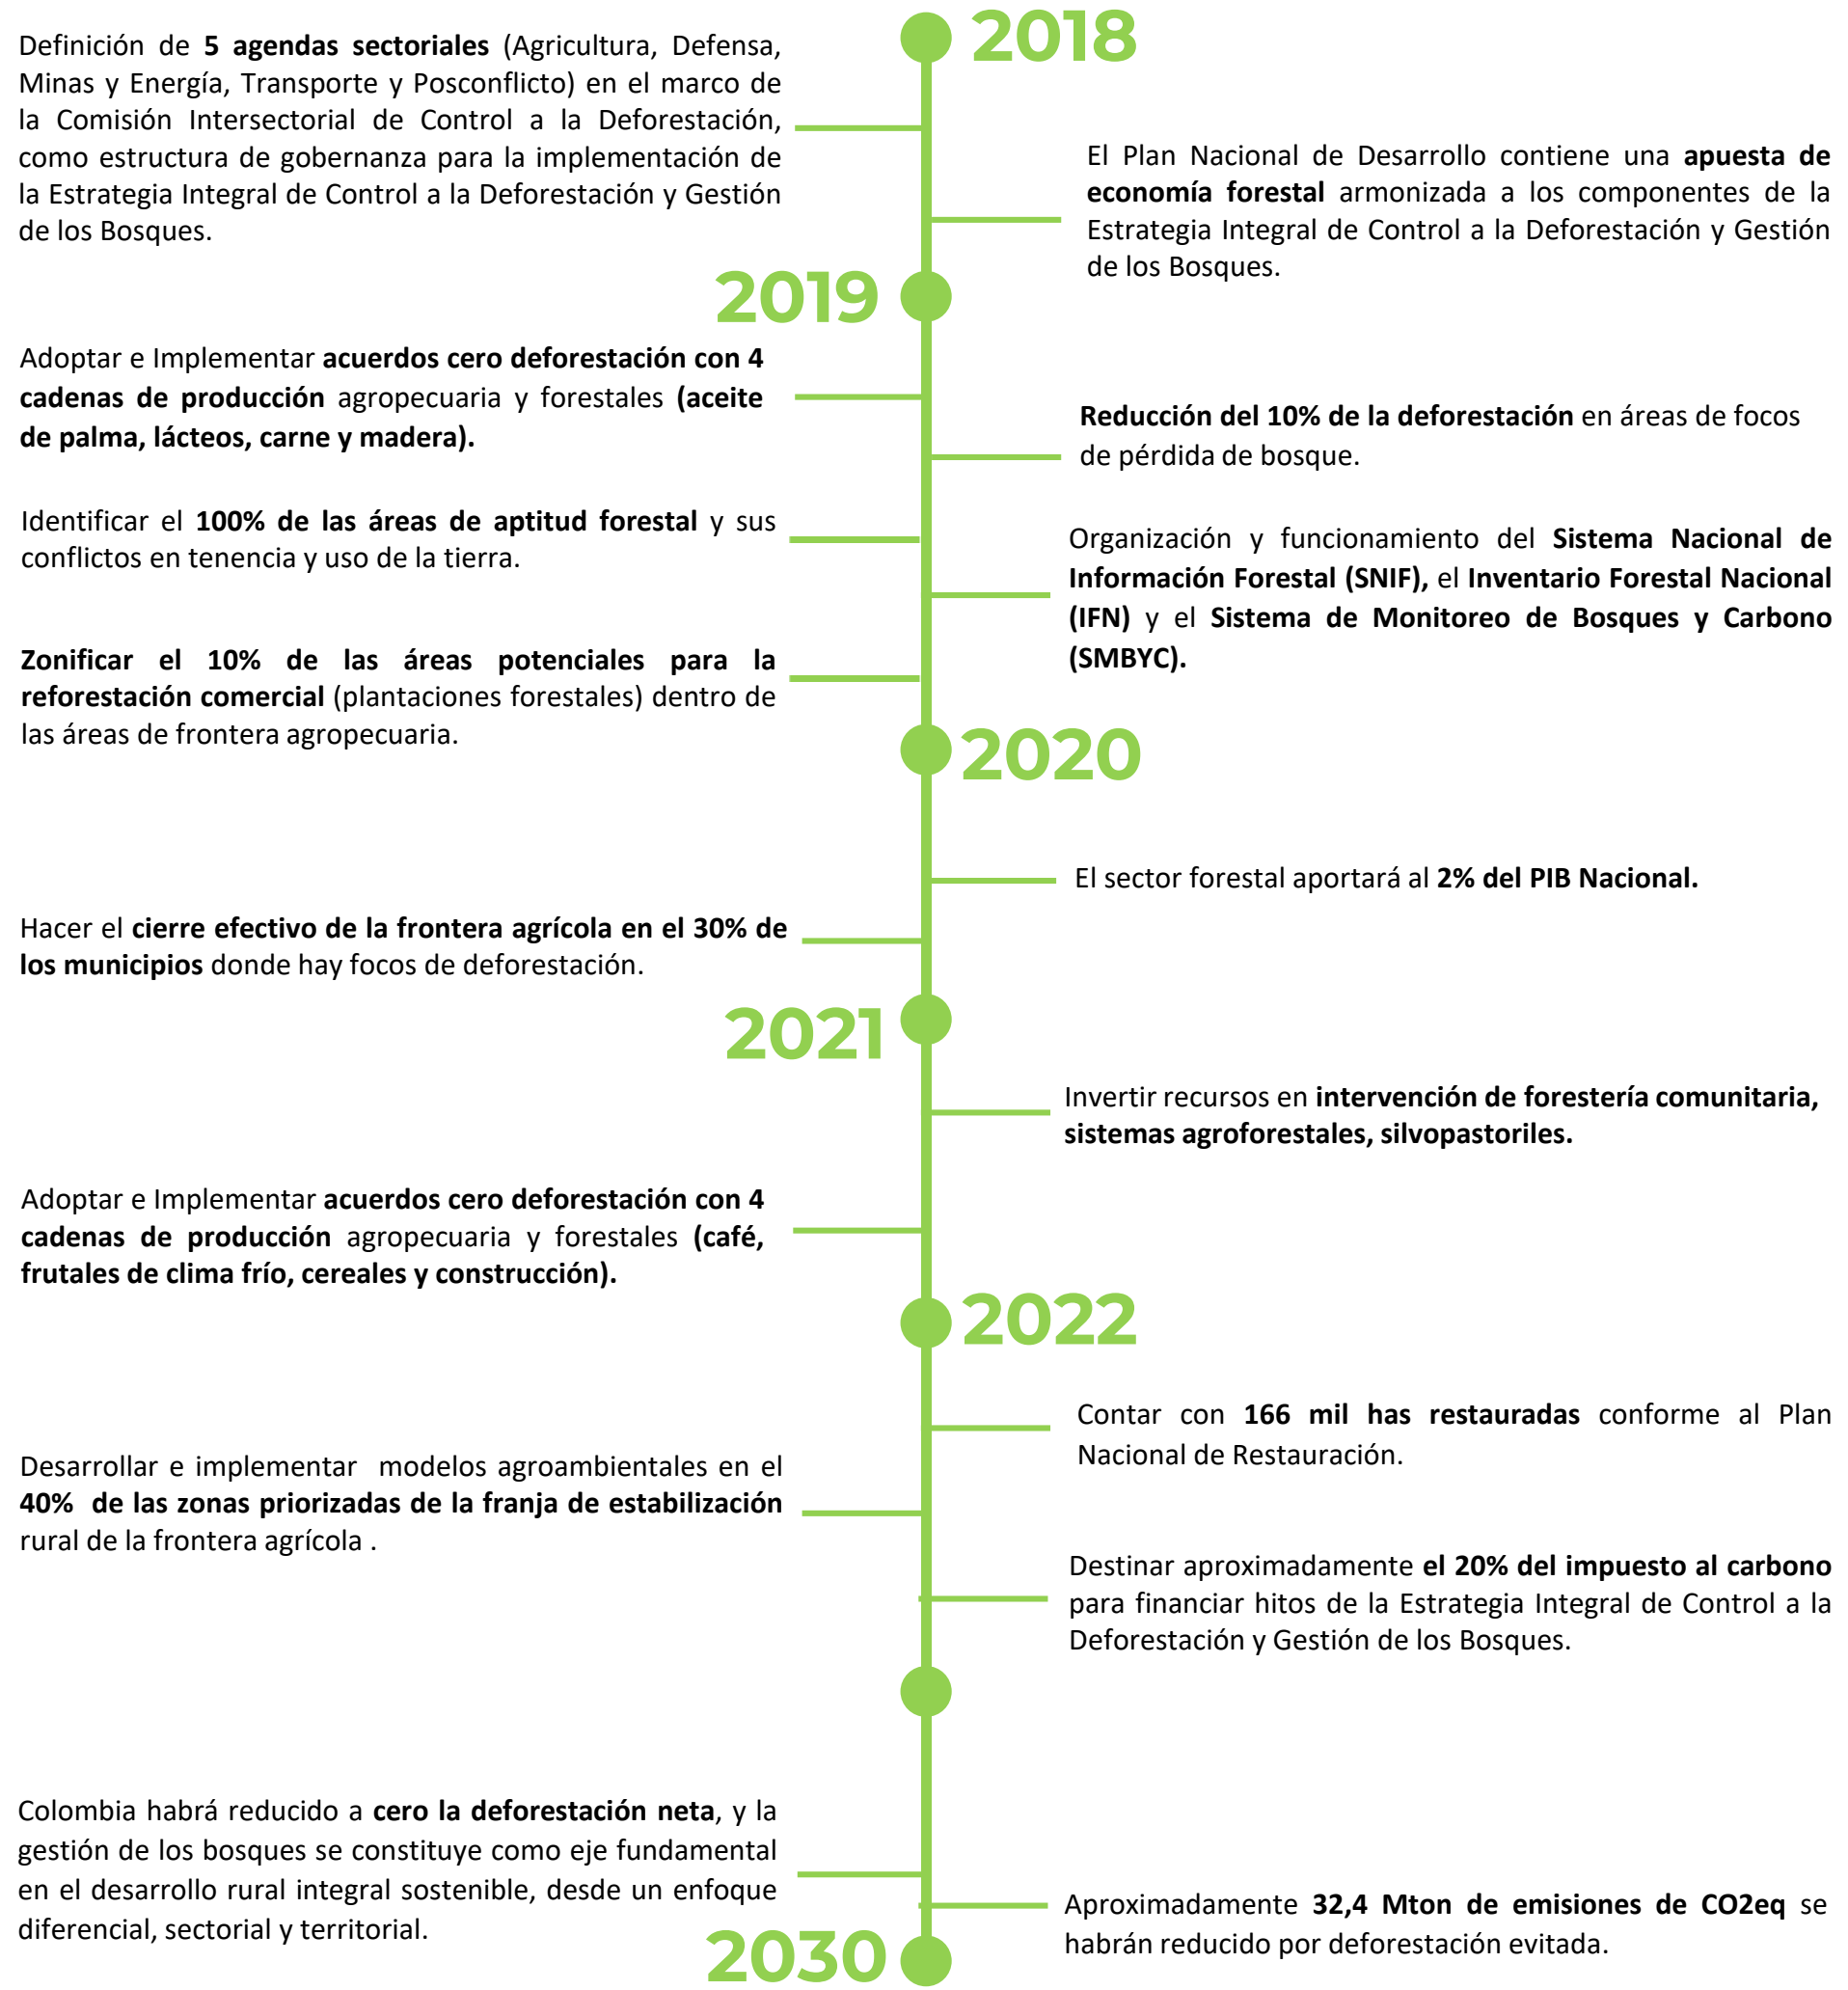 2018
Definición de 5 agendas sectoriales (Agricultura, Defensa,
Minas y Energía, Transporte y Posconflicto) en el marco de
la Comisión Intersectorial de Control a la Deforestación,
como estructura de gobernanza para la implementación de
la Estrategia Integral de Control a la Deforestación y Gestión
de los Bosques.
El Plan Nacional de Desarrollo contiene una apuesta de
economía forestal armonizada a los componentes de la
Estrategia Integral de Control a la Deforestación y Gestión
de los Bosques.
2019
Adoptar e Implementar acuerdos cero deforestación con 4
cadenas de producción agropecuaria y forestales (aceite
de palma, lácteos, carne y madera).
Reducción del 10% de la deforestación en áreas de focos
de pérdida de bosque.
Identificar el 100% de las áreas de aptitud forestal y sus
conflictos en tenencia y uso de la tierra.
Organización y funcionamiento del Sistema Nacional de
Información Forestal (SNIF), el Inventario Forestal Nacional
(IFN) y el Sistema de Monitoreo de Bosques y Carbono
(SMBYC).
Zonificar el 10% de las áreas potenciales para la
reforestación comercial (plantaciones forestales) dentro de
las áreas de frontera agropecuaria.
2020
El sector forestal aportará al 2% del PIB Nacional.
Hacer el cierre efectivo de la frontera agrícola en el 30% de
los municipios donde hay focos de deforestación.
2021
Invertir recursos en intervención de forestería comunitaria,
sistemas agroforestales, silvopastoriles.
Adoptar e Implementar acuerdos cero deforestación con 4
cadenas de producción agropecuaria y forestales (café,
frutales de clima frío, cereales y construcción).
2022
Contar con 166 mil has restauradas conforme al Plan
Nacional de Restauración.
Desarrollar e implementar modelos agroambientales en el
40% de las zonas priorizadas de la franja de estabilización
rural de la frontera agrícola .
Destinar aproximadamente el 20% del impuesto al carbono
para financiar hitos de la Estrategia Integral de Control a la
Deforestación y Gestión de los Bosques.
Colombia habrá reducido a cero la deforestación neta, y la
gestión de los bosques se constituye como eje fundamental
en el desarrollo rural integral sostenible, desde un enfoque
diferencial, sectorial y territorial.
Aproximadamente 32,4 Mton de emisiones de CO2eq se
habrán reducido por deforestación evitada.
2030